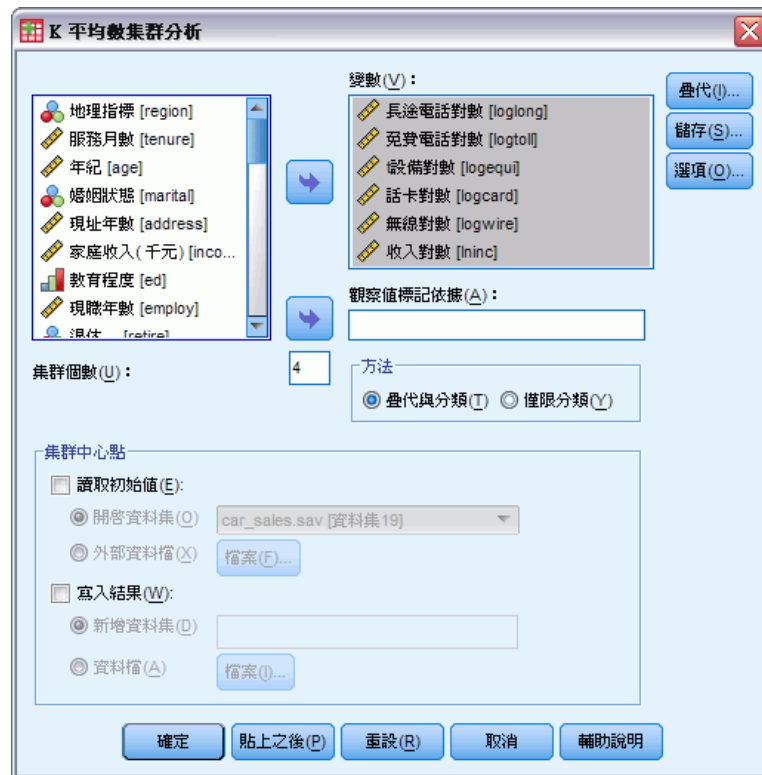 K 平均數集群分析
變數(V)：
地理指標 [region]
服務月數 [tenure]
年紀 [age]
婚姻狀態 [marital]
現址年數 [address]
家庭收入(千元) [inco...
教育程度 [ed]
現職年數 [employ]
退休 [retire]
長途電話對數 [loglong]
免費電話對數 [logtoll]
設備對數 [logequi]
話卡對數 [logcard]
無線對數 [logwire]
收入對數 [lninc]
疊代(I)...
儲存(S)...
選項(O)...
觀察值標記依據(A)：
集群個數(U)：
4
方法
疊代與分類(T)
僅限分類(Y)
集群中心點
讀取初始值(E):
開啓資料集(O)
car_sales.sav [資料集19]
外部資料檔(X)
檔案(F)...
寫入結果(W):
新增資料集(D)
資料檔(A)
檔案(I)...
確定
貼上之後(P)
重設(R)
取消
輔助說明